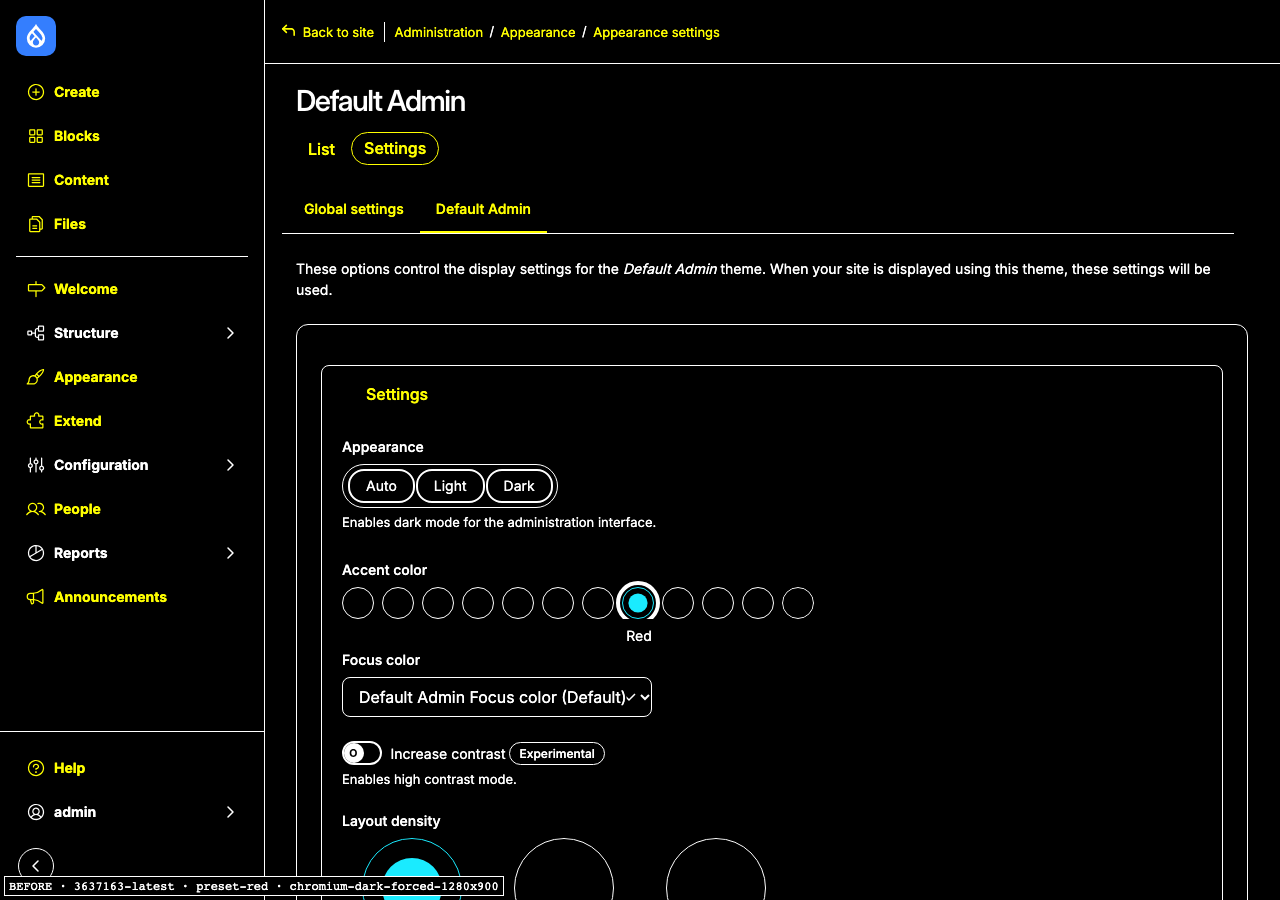 Back to site
Administration / Appearance / Appearance settings
Create
Blocks
Content
Files
Welcome
Structure
Appearance
Extend
Configuration
People
Reports
Announcements
Help
admin
Default Admin
List
Settings
Global settings
Default Admin
These options control the display settings for the Default Admin theme. When your site is displayed using this theme, these settings will be
used.
Settings
Appearance
Auto
Light
Dark
Enables dark mode for the administration interface.
Accent color
Red
Focus color
Default Admin Focus color (Default)
Increase contrast
Experimental
Enables high contrast mode.
Layout density
BEFORE · 3637163-latest · preset-red · chromium-dark-forced-1280x900